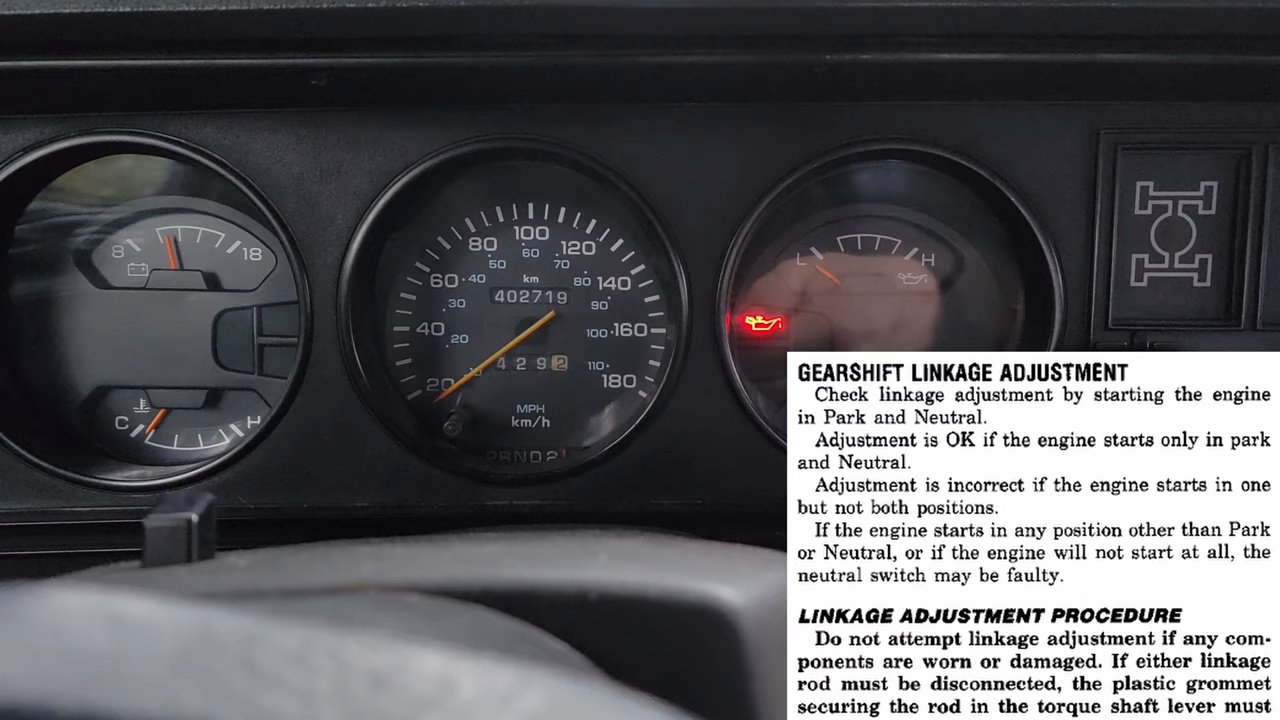 8
18
C
H
20
40
60
80
100
120
140
160
180
20
30
40
50
60
70
80
90
100
110
km
402719
4292
MPH
km/h
PRND21
L
H
GEARSHIFT LINKAGE ADJUSTMENT
Check linkage adjustment by starting the engine
in Park and Neutral.
Adjustment is OK if the engine starts only in park
and Neutral.
Adjustment is incorrect if the engine starts in one
but not both positions.
If the engine starts in any position other than Park
or Neutral, or if the engine will not start at all, the
neutral switch may be faulty.
LINKAGE ADJUSTMENT PROCEDURE
Do not attempt linkage adjustment if any com-
ponents are worn or damaged. If either linkage
rod must be disconnected, the plastic grommet
securing the rod in the torque shaft lever must